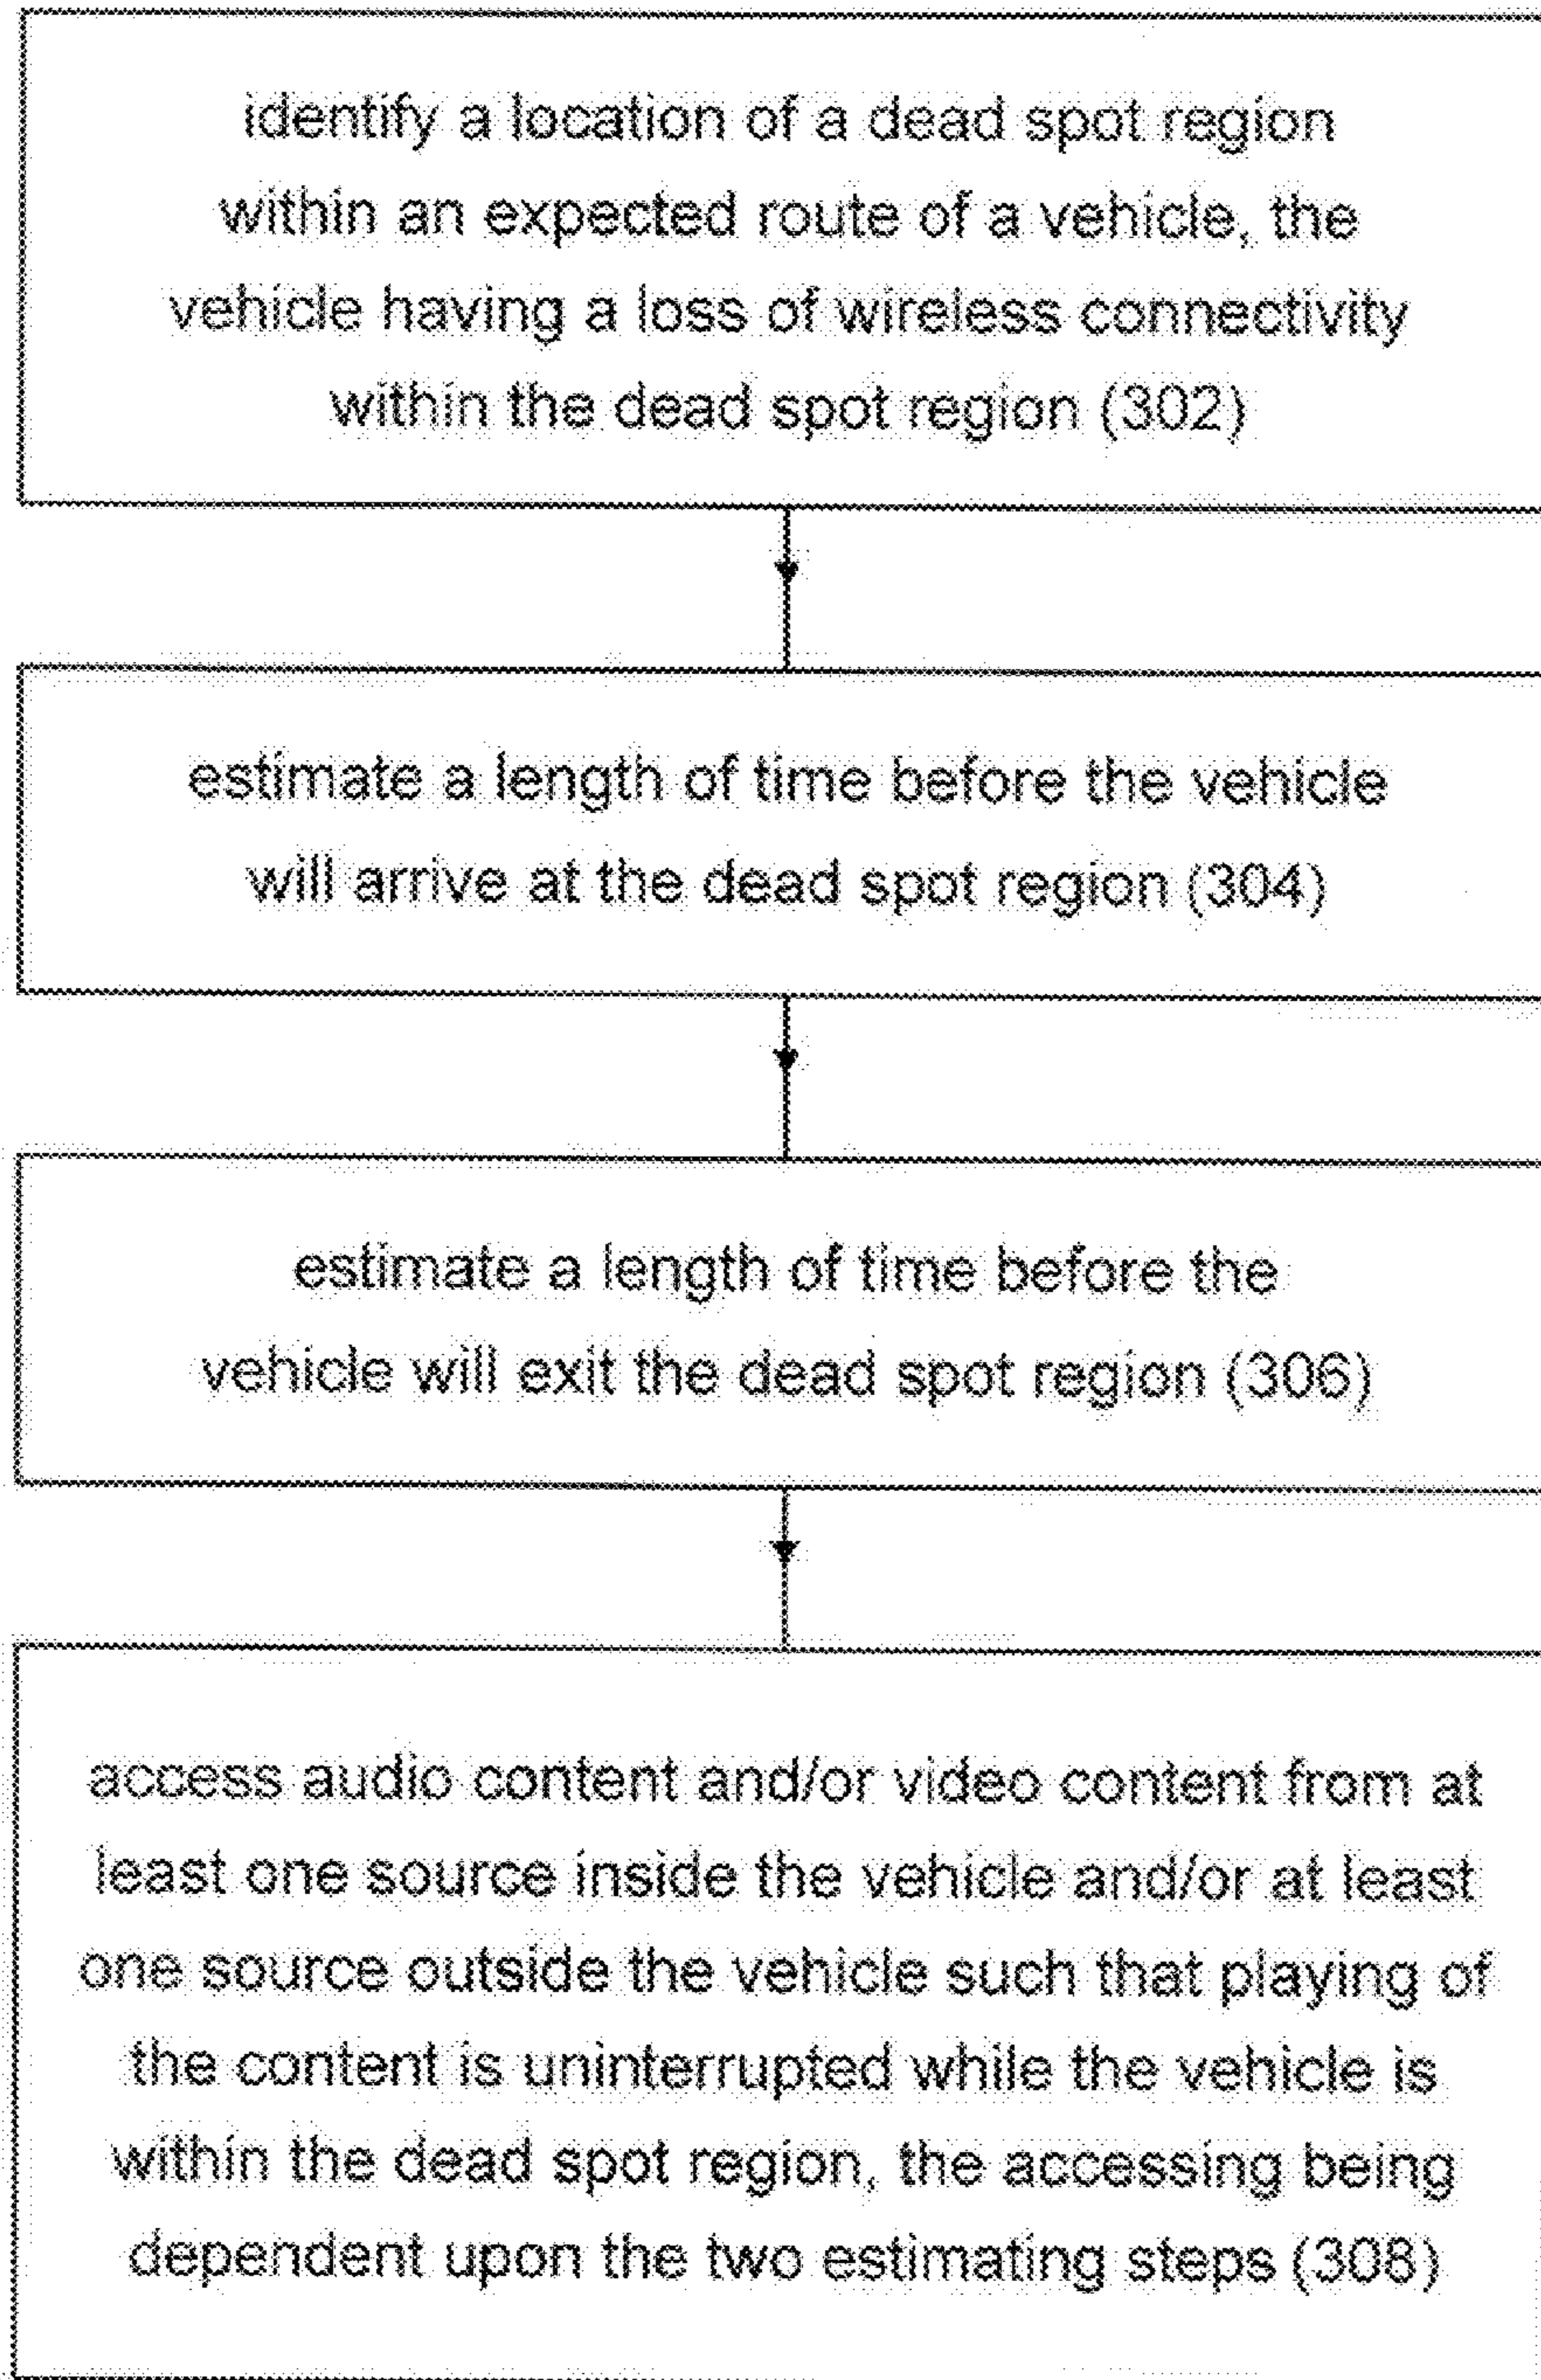 identify a location of a dead spot region
within an expected route of a vehicle, the
vehicle having a loss of wireless connectivity
within the dead spot region (302)
estimate a length of time before the vehicle
will arrive at the dead spot region (304)
estimate a length of time before the
vehicle will exit the dead spot region (306)
access audio content and/or video content from at
least one source inside the vehicle and/or at least
one source outside the vehicle such that playing of
the content is uninterrupted while the vehicle is
within the dead spot region, the accessing being
dependent upon the two estimating steps (308)